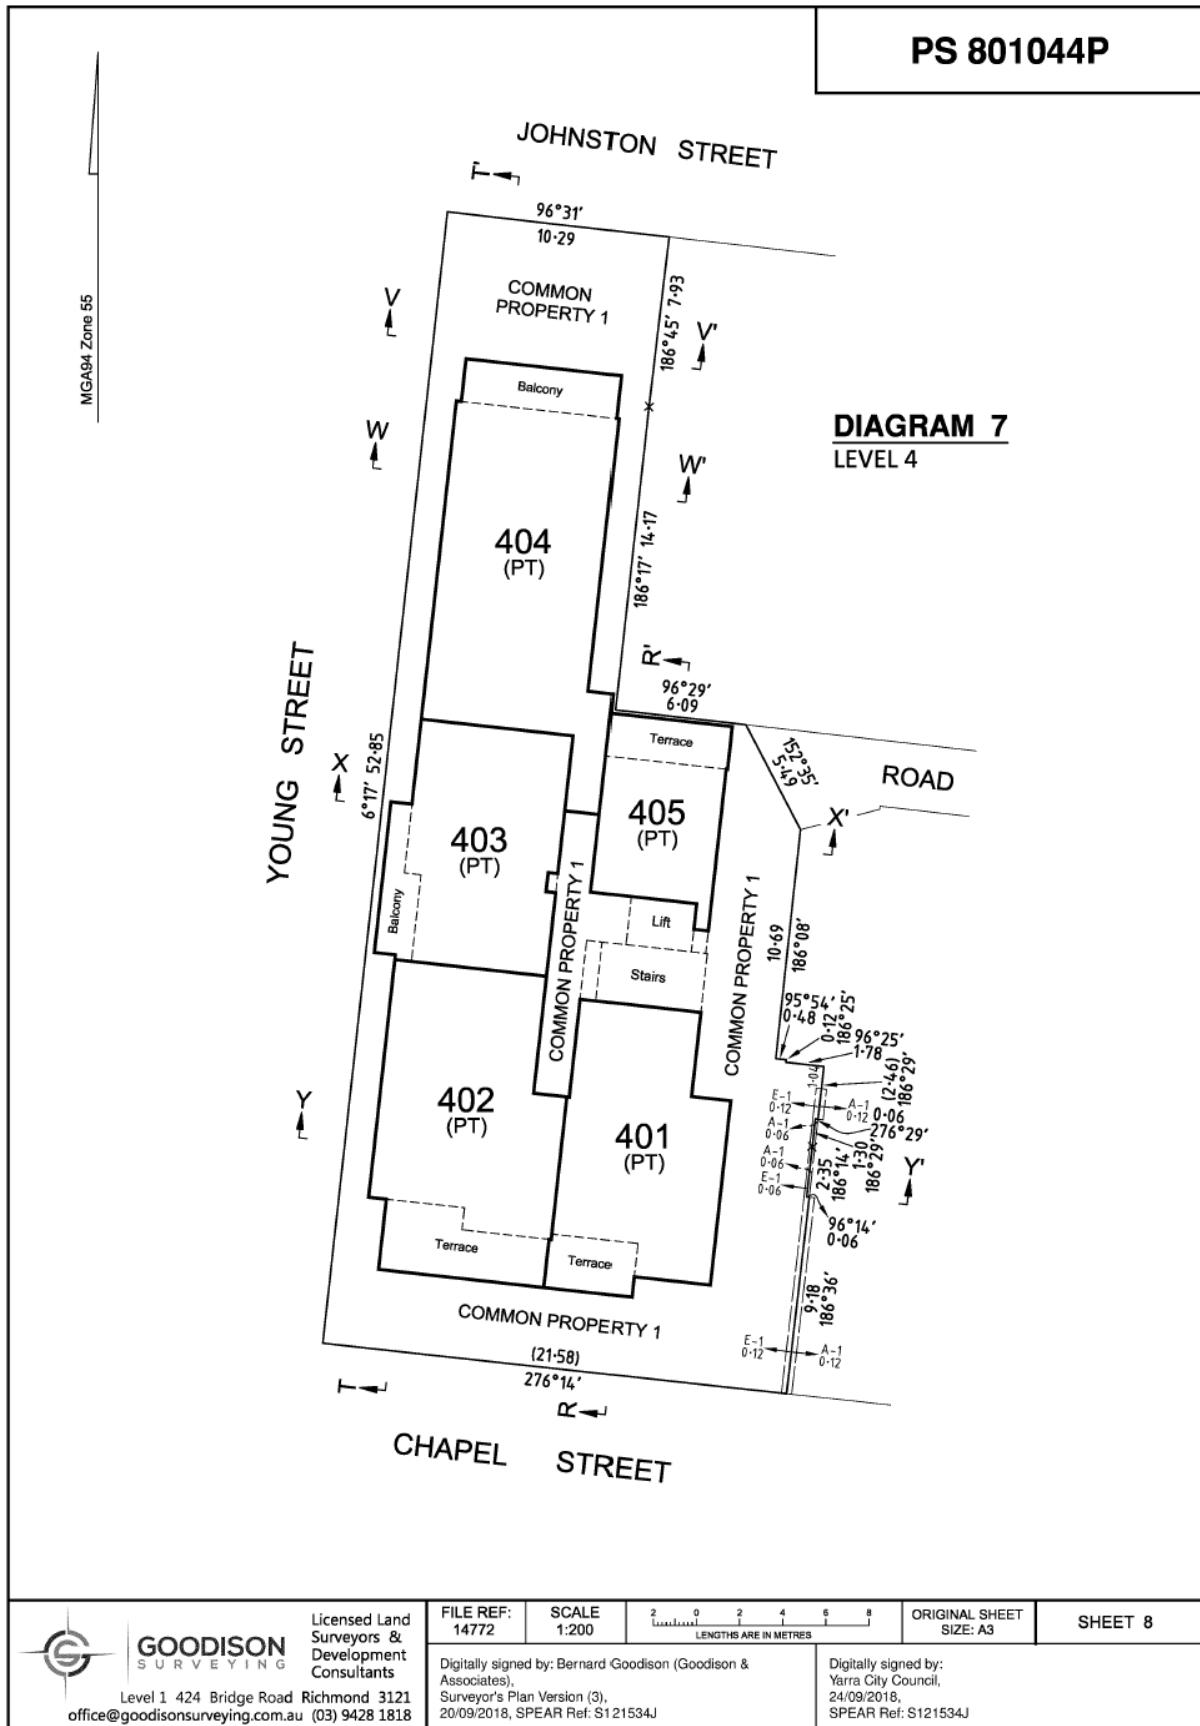 PS 801044P
JOHNSTON STREET
T'
96°31'
10·29
COMMON
PROPERTY 1
186°45' 7·93
V
V'
MGA94 Zone 55
Balcony
DIAGRAM 7
LEVEL 4
W
W'
404
(PT)
186°17' 14·17
R'
96°29'
6·09
YOUNG STREET
6°17' 52·85
Terrace
152°35'
5·49
ROAD
X
X'
405
(PT)
403
(PT)
Balcony
COMMON PROPERTY 1
Lift
Stairs
COMMON PROPERTY 1
10·69
186°08'
95°54'
0·48
0·12
186°25'
96°25'
1·78
1·04
(2·46)
186°29'
E-1
0·12
A-1
0·12
0·06
276°29'
A-1
0·06
1·30
186°29'
A-1
0·06
2·35
186°14'
E-1
0·06
Y
Y'
402
(PT)
401
(PT)
96°14'
0·06
Terrace
Terrace
9·18
186°36'
COMMON PROPERTY 1
E-1
0·12
A-1
0·12
(21·58)
276°14'
T
R
CHAPEL STREET
GOODISON
SURVEYING
Licensed Land
Surveyors &
Development
Consultants
Level 1 424 Bridge Road Richmond 3121
office@goodisonsurveying.com.au (03) 9428 1818
FILE REF:
14772
SCALE
1:200
2 0 2 4 6 8
LENGTHS ARE IN METRES
ORIGINAL SHEET
SIZE: A3
SHEET 8
Digitally signed by: Bernard Goodison (Goodison &
Associates),
Surveyor's Plan Version (3),
20/09/2018, SPEAR Ref: S121534J
Digitally signed by:
Yarra City Council,
24/09/2018,
SPEAR Ref: S121534J